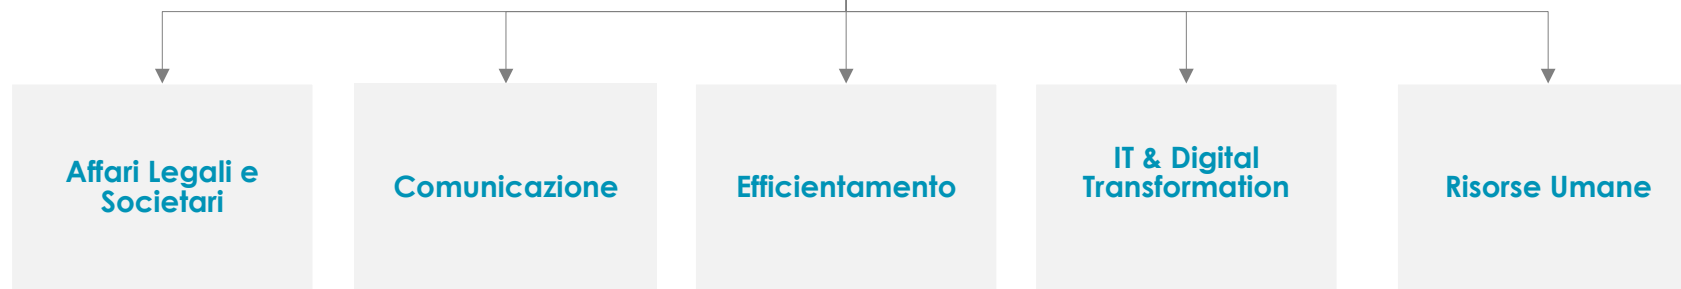 Affari Legali e
Societari
Comunicazione
Efficientamento
IT & Digital
Transformation
Risorse Umane